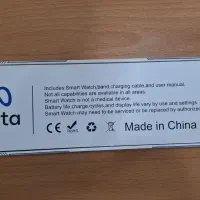 Includes Smart Watch,band,charging cable,and user manual.
Not all capabilities are available in all areas.
Smart Watch is not a medical device.
Battery life,charge cycles,and display life vary by use and settings.
Smart Watch may need to be serviced or be replaced by authorized
ta
CE RoHS Made in China